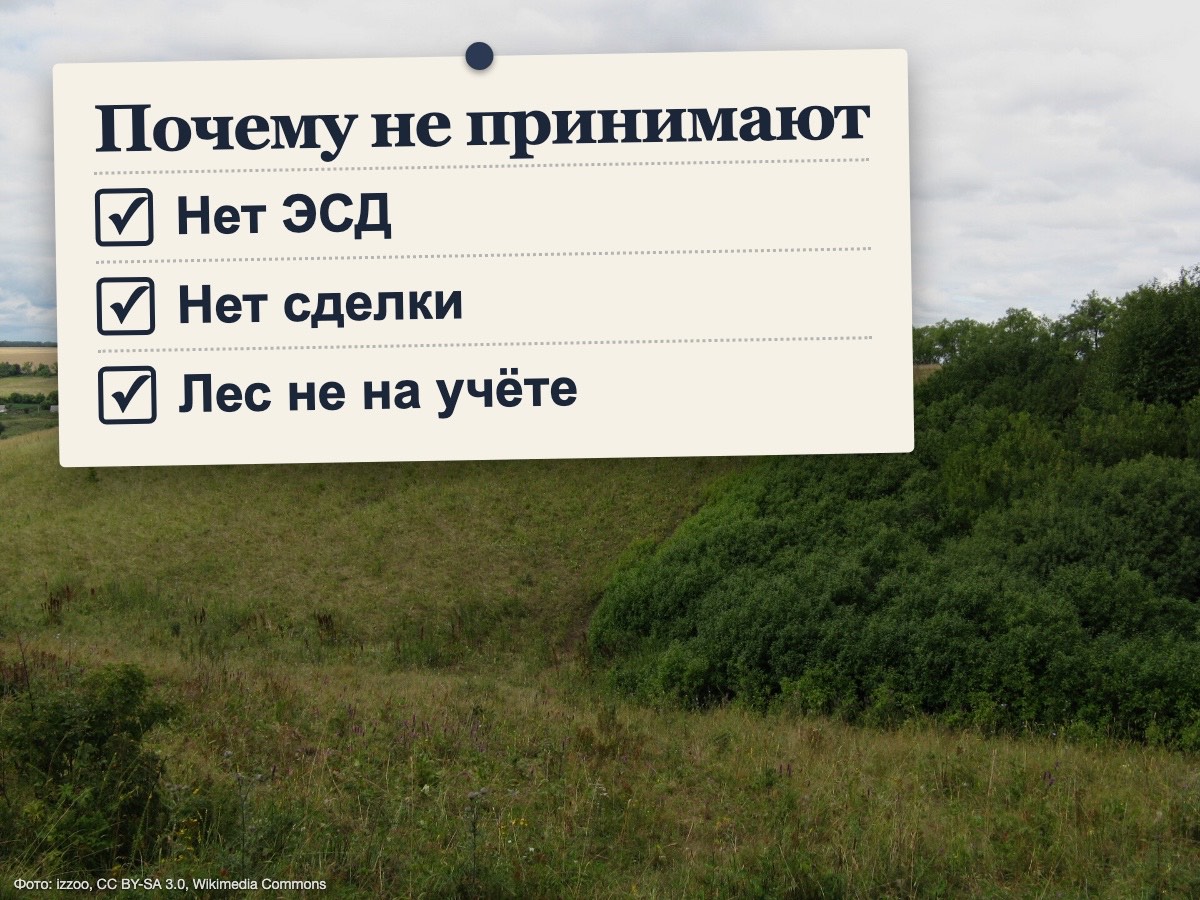 Почему не принимают
Нет ЭСД
Нет сделки
Лес не на учёте
Фото: izzoo, CC BY-SA 3.0, Wikimedia Commons